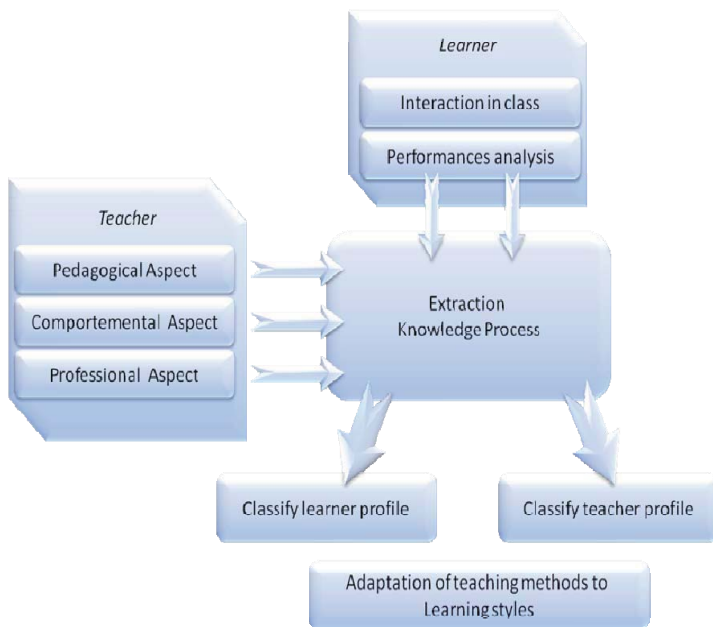 Learner
Interaction in class
Performances analysis
Teacher
Pedagogical Aspect
Comportemental Aspect
Professional Aspect
Extraction
Knowledge Process
Classify learner profile
Classify teacher profile
Adaptation of teaching methods to
Learning styles